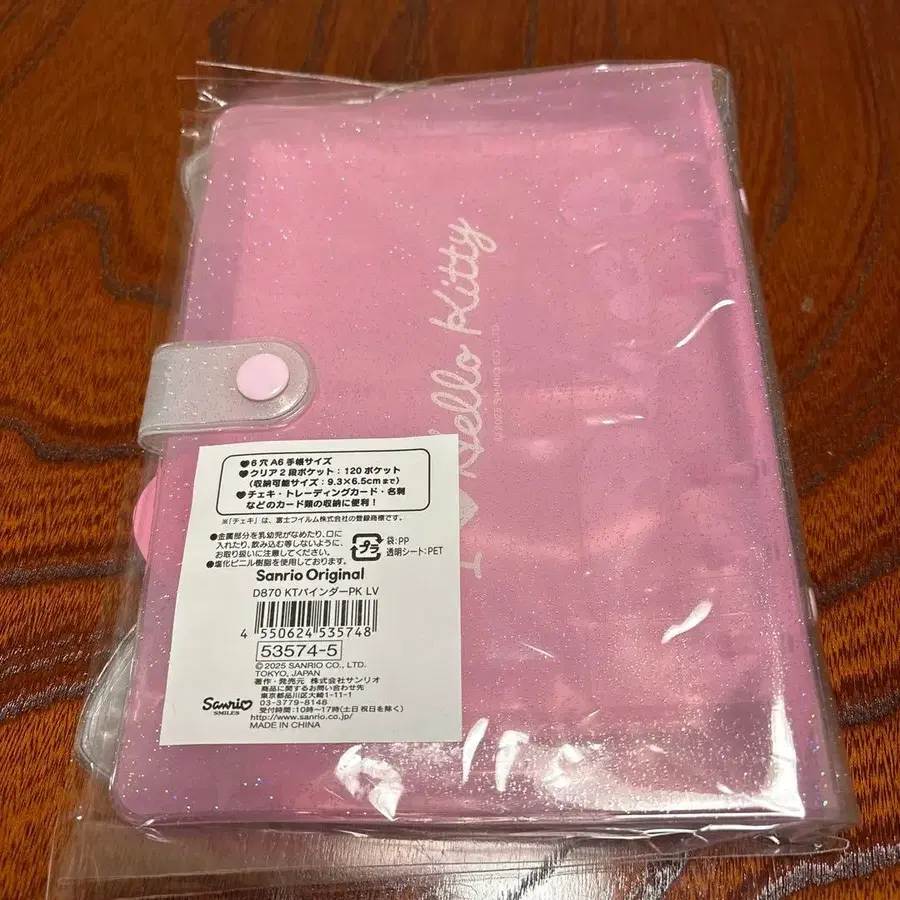 I ♥ Hello Kitty
♥6穴A6手帳サイズ
♥クリア2段ポケット：120ポケット
（収納可能サイズ：9.3×6.5cmまで）
♥チェキ・トレーディングカード・名刺
などのカード類の収納に便利！
※「チェキ」は、富士フイルム株式会社の登録商標です。
●金属部分を乳幼児がなめたり、口に
入れたり、飲み込む等しないように、
お取り扱いに注意してください。
●塩化ビニル樹脂を使用しております。
プラ
袋:PP
透明シート:PET
Sanrio Original
D870 KTバインダーPK LV
4 550624 535748
53574-5
© 2025 SANRIO CO., LTD.
TOKYO, JAPAN
著作・発売元 株式会社サンリオ
商品に関するお問い合わせ先
東京都品川区大崎1-11-1
03-3779-8148
受付時間:10時〜17時(土日祝日を除く)
http://www.sanrio.co.jp/
MADE IN CHINA
Sanrio
SMILES